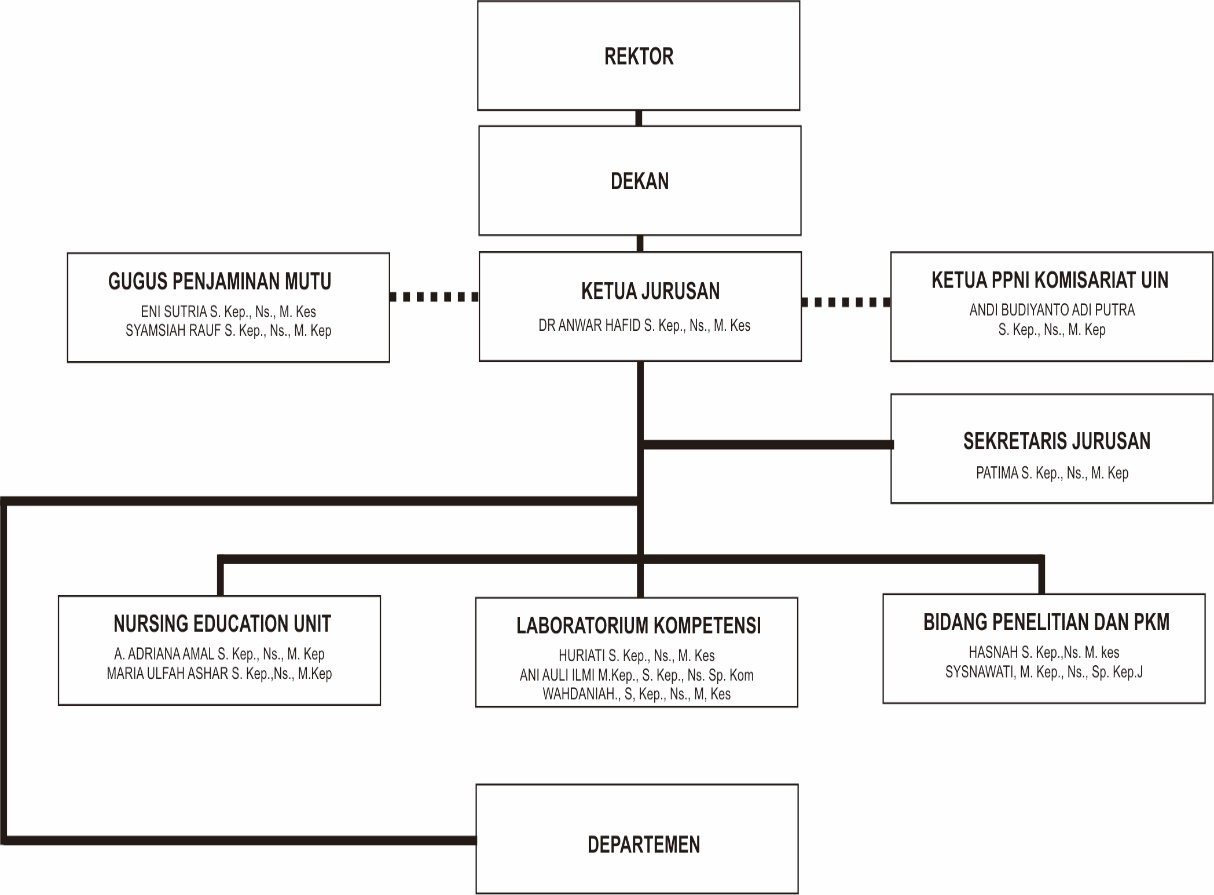 REKTOR
DEKAN
GUGUS PENJAMINAN MUTU
ENI SUTRIA S. Kep., Ns., M. Kes
SYAMSIAH RAUF S. Kep., Ns., M. Kep
KETUA JURUSAN
DR ANWAR HAFID S. Kep., Ns., M. Kes
KETUA PPNI KOMISARIAT UIN
ANDI BUDIYANTO ADI PUTRA
S. Kep., Ns., M. Kep
SEKRETARIS JURUSAN
PATIMA S. Kep., Ns., M. Kep
NURSING EDUCATION UNIT
A. ADRIANA AMAL S. Kep., Ns., M. Kep
MARIA ULFAH ASHAR S. Kep.,Ns., M.Kep
LABORATORIUM KOMPETENSI
HURIATI S. Kep., Ns., M. Kes
ANI AULI ILMI M.Kep., S. Kep., Ns. Sp. Kom
WAHDANIAH., S, Kep., Ns., M, Kes
BIDANG PENELITIAN DAN PKM
HASNAH S. Kep.,Ns. M. kes
SYSNAWATI, M. Kep., Ns., Sp. Kep.J
DEPARTEMEN